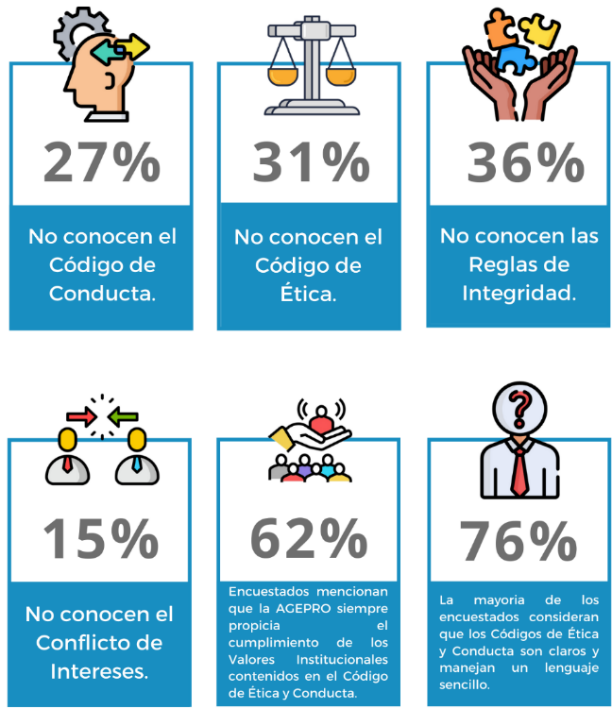 27%
No conocen el
Código de
Conducta.
31%
No conocen el
Código de
Ética.
36%
No conocen las
Reglas de
Integridad.
15%
No conocen el
Conflicto de
Intereses.
62%
Encuestados mencionan
que la AGEPRO siempre
propicia el
cumplimiento de los
Valores Institucionales
contenidos en el Código
de Ética y Conducta.
?
76%
La mayoria de los
encuestados consideran
que los Códigos de Ética
y Conducta son claros y
manejan un lenguaje
sencillo.